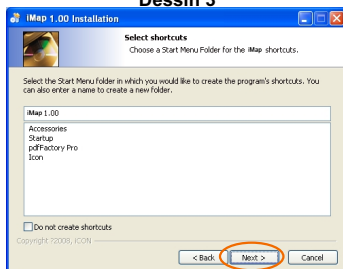 Dessin 3
iMap 1.00 Installation
Select shortcuts
Choose a Start Menu Folder for the iMap shortcuts.
Select the Start Menu folder in which you would like to create the program's shortcuts. You
can also enter a name to create a new folder.
iMap 1.00
Accessories
Startup
pdfFactory Pro
Icon
Do not create shortcuts
Copyright ?2008, iCON
< Back
Next >
Cancel